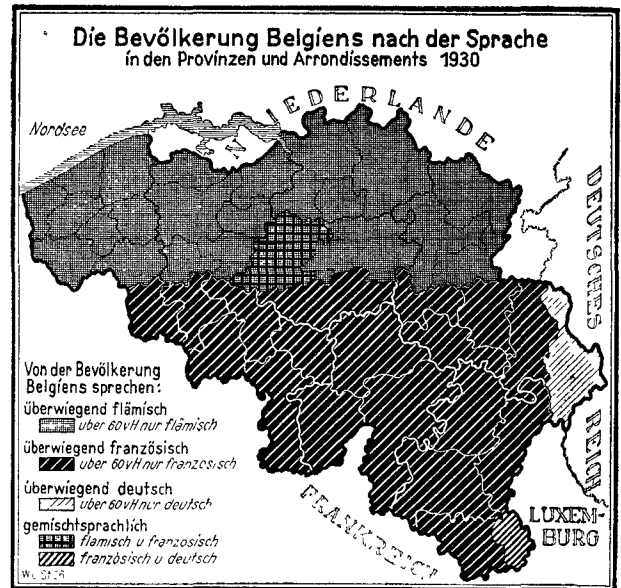 Die Bevölkerung Belgiens nach der Sprache
in den Provinzen und Arrondissements 1930
Nordsee
NIEDERLANDE
DEUTSCHES
REICH
Von der Bevölkerung
Belgiens sprechen:
überwiegend flämisch
über 60vH nur flämisch
überwiegend französisch
über 60vH nur französisch
überwiegend deutsch
über 60vH nur deutsch
gemischtsprachlich
flämisch u französisch
französisch u deutsch
FRANKREICH
LUXEM-
BURG